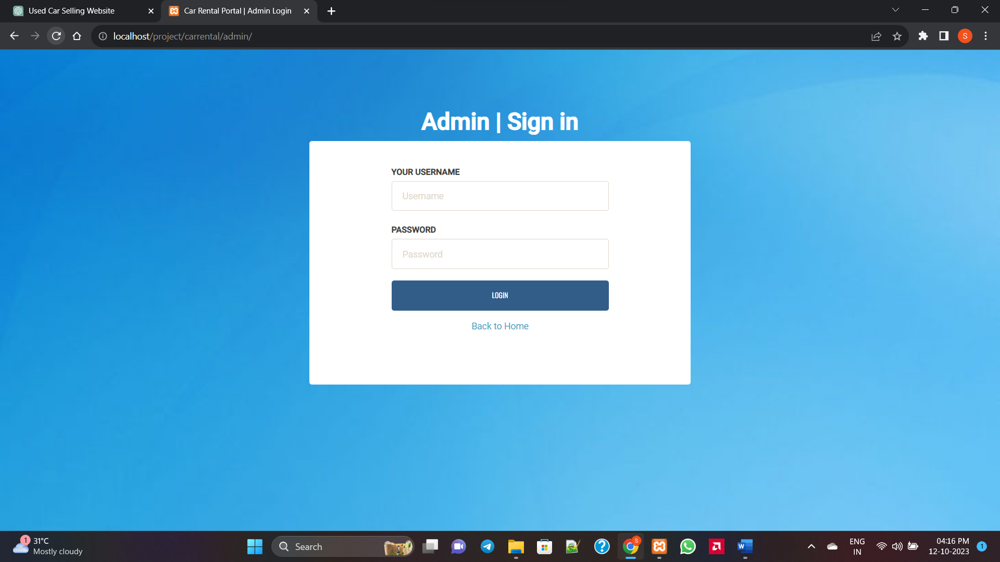 Used Car Selling Website
Car Rental Portal | Admin Login
localhost/project/carrental/admin/
S
Admin | Sign in
YOUR USERNAME
Username
PASSWORD
Password
LOGIN
Back to Home
1
31°C
Mostly cloudy
Search
S
W
ENG
IN
04:16 PM
12-10-2023
1